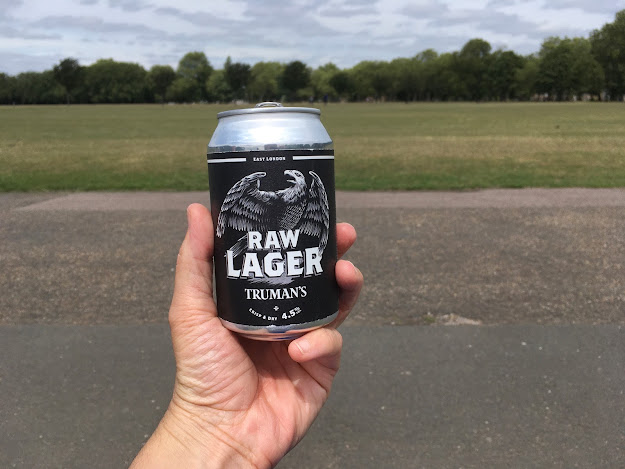 EAST LONDON
RAW
LAGER
TRUMAN'S
CRISP & DRY 4.5%